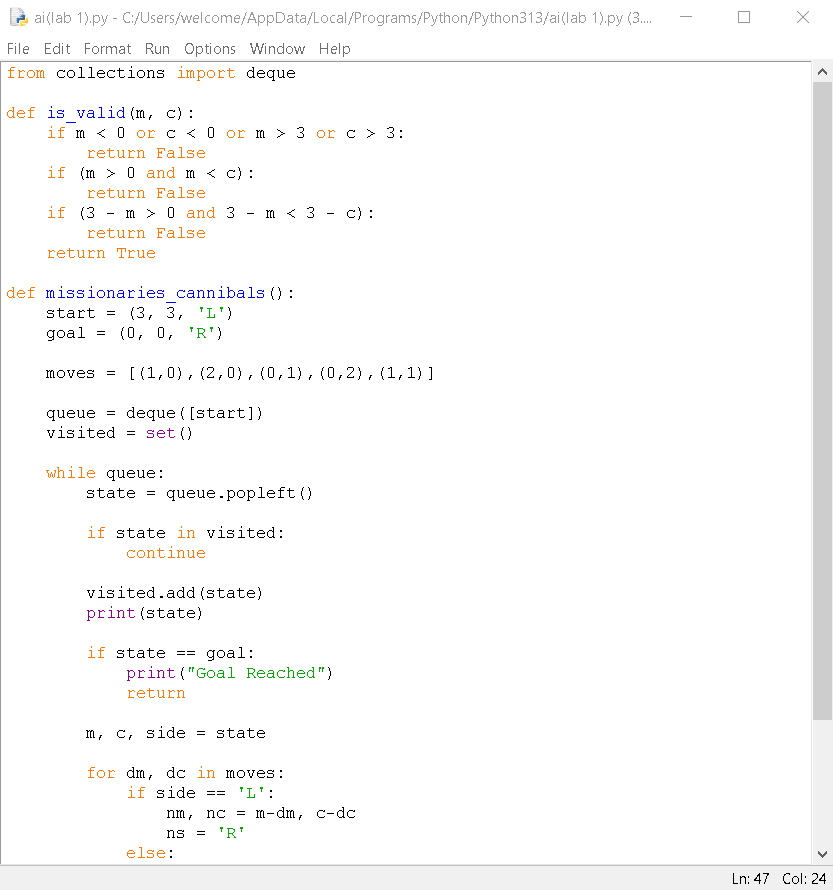 ai(lab 1).py - C:/Users/welcome/AppData/Local/Programs/Python/Python313/ai(lab 1).py (3....
File Edit Format Run Options Window Help
from collections import deque

def is_valid(m, c):
    if m < 0 or c < 0 or m > 3 or c > 3:
        return False
    if (m > 0 and m < c):
        return False
    if (3 - m > 0 and 3 - m < 3 - c):
        return False
    return True

def missionaries_cannibals():
    start = (3, 3, 'L')
    goal = (0, 0, 'R')

    moves = [(1,0),(2,0),(0,1),(0,2),(1,1)]

    queue = deque([start])
    visited = set()

    while queue:
        state = queue.popleft()

        if state in visited:
            continue

        visited.add(state)
        print(state)

        if state == goal:
            print("Goal Reached")
            return

        m, c, side = state

        for dm, dc in moves:
            if side == 'L':
                nm, nc = m-dm, c-dc
                ns = 'R'
            else:
Ln: 47 Col: 24